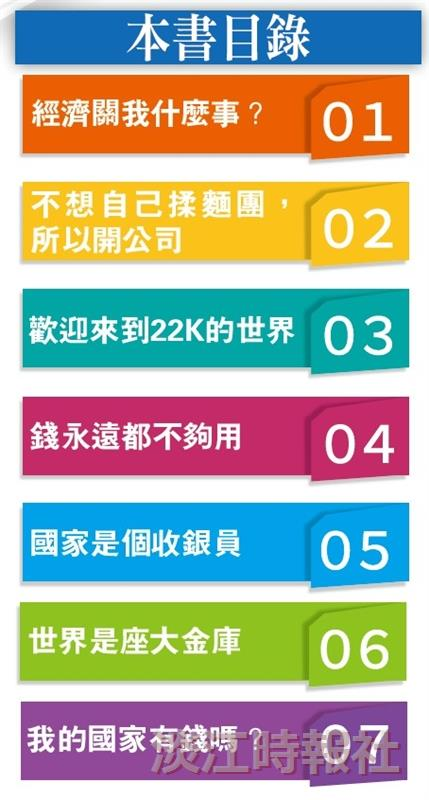 本書目錄
經濟關我什麼事？
01
不想自己揉麵團，
所以開公司
02
歡迎來到22K的世界
03
錢永遠都不夠用
04
國家是個收銀員
05
世界是座大金庫
06
我的國家有錢嗎？
07
淡江時報社